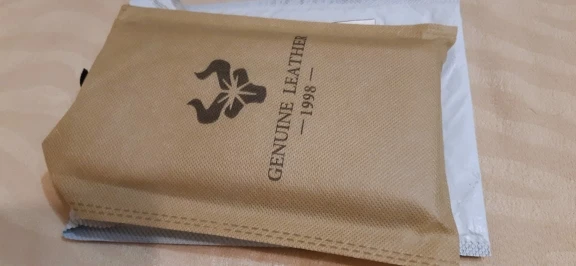 GENUINE LEATHER
— 1998 —